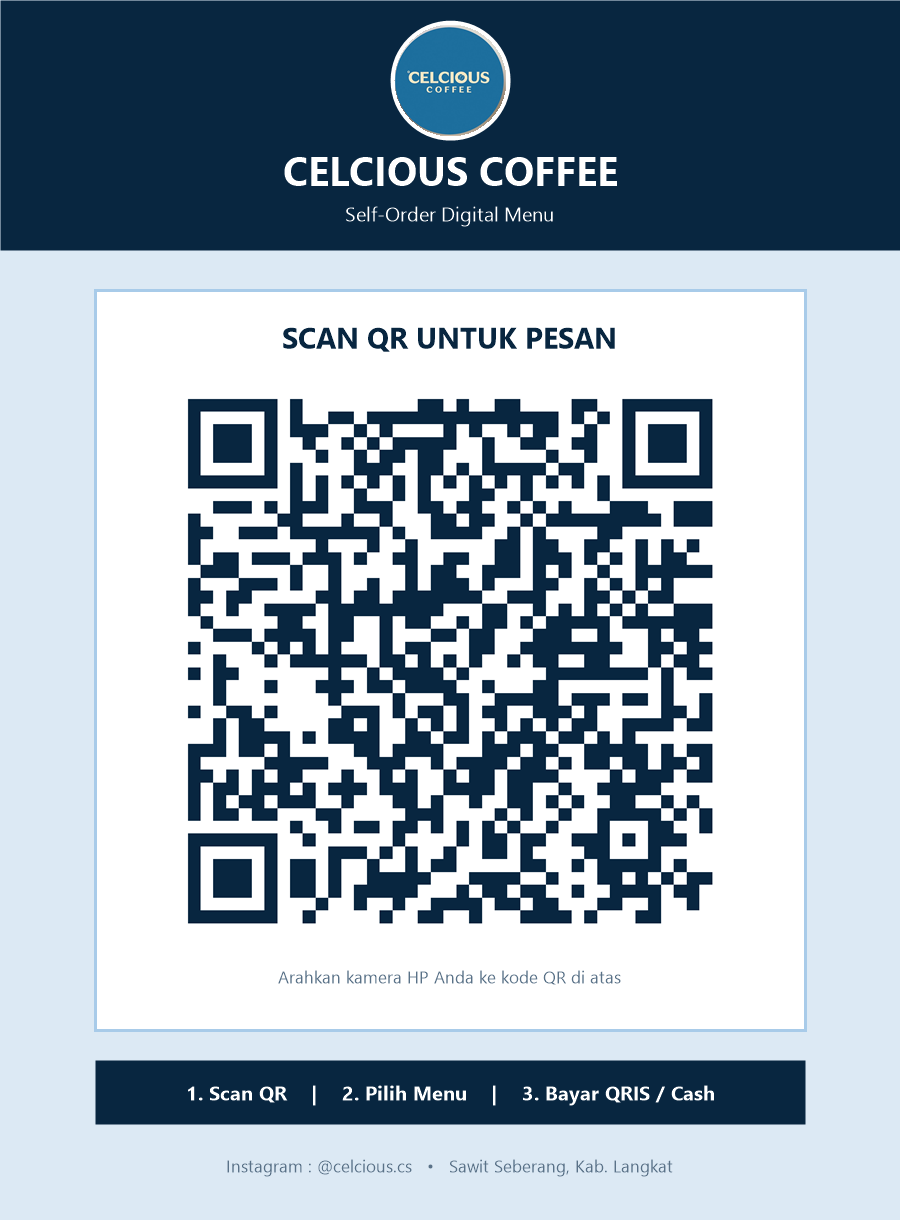 CELCIOUS
COFFEE
CELCIOUS COFFEE
Self-Order Digital Menu
SCAN QR UNTUK PESAN
Arahkan kamera HP Anda ke kode QR di atas
1. Scan QR | 2. Pilih Menu | 3. Bayar QRIS / Cash
Instagram : @celcious.cs • Sawit Seberang, Kab. Langkat